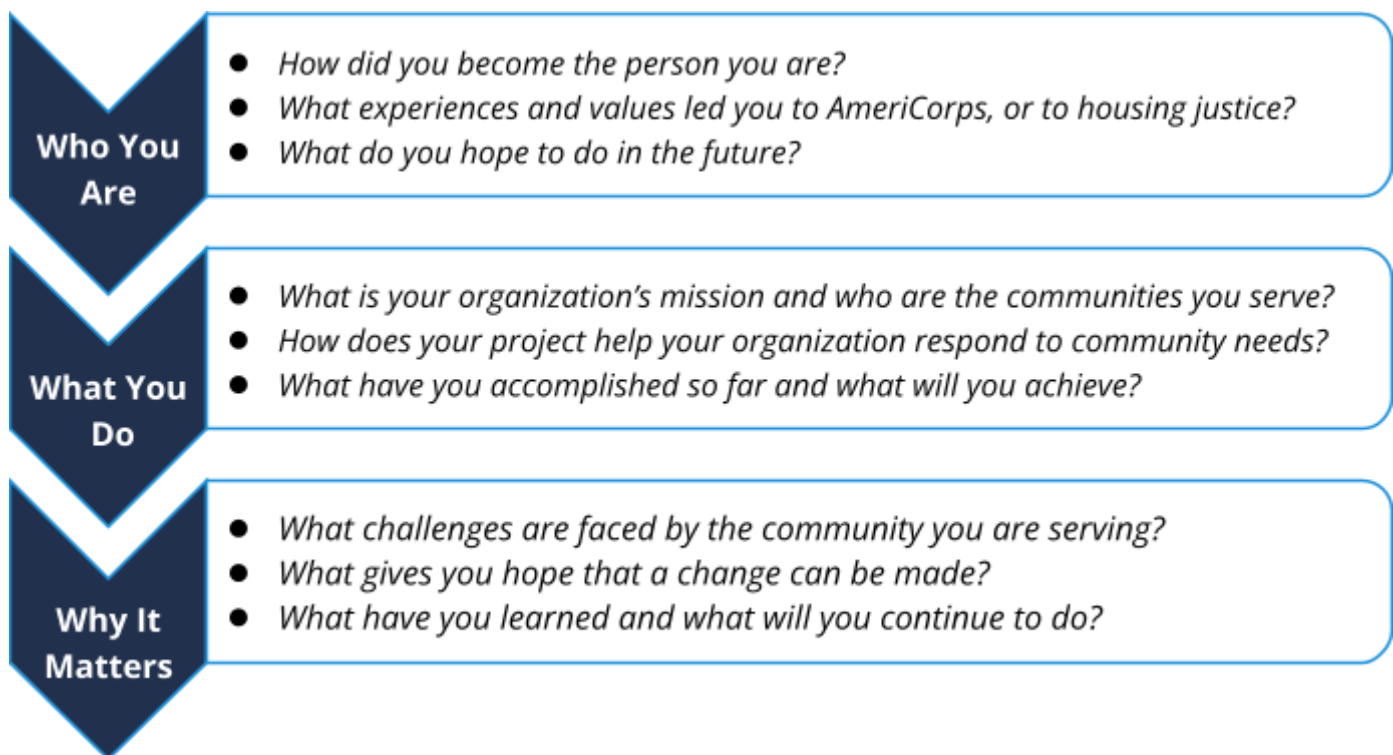 Who You
Are
● How did you become the person you are?
● What experiences and values led you to AmeriCorps, or to housing justice?
● What do you hope to do in the future?
What You
Do
● What is your organization’s mission and who are the communities you serve?
● How does your project help your organization respond to community needs?
● What have you accomplished so far and what will you achieve?
Why It
Matters
● What challenges are faced by the community you are serving?
● What gives you hope that a change can be made?
● What have you learned and what will you continue to do?